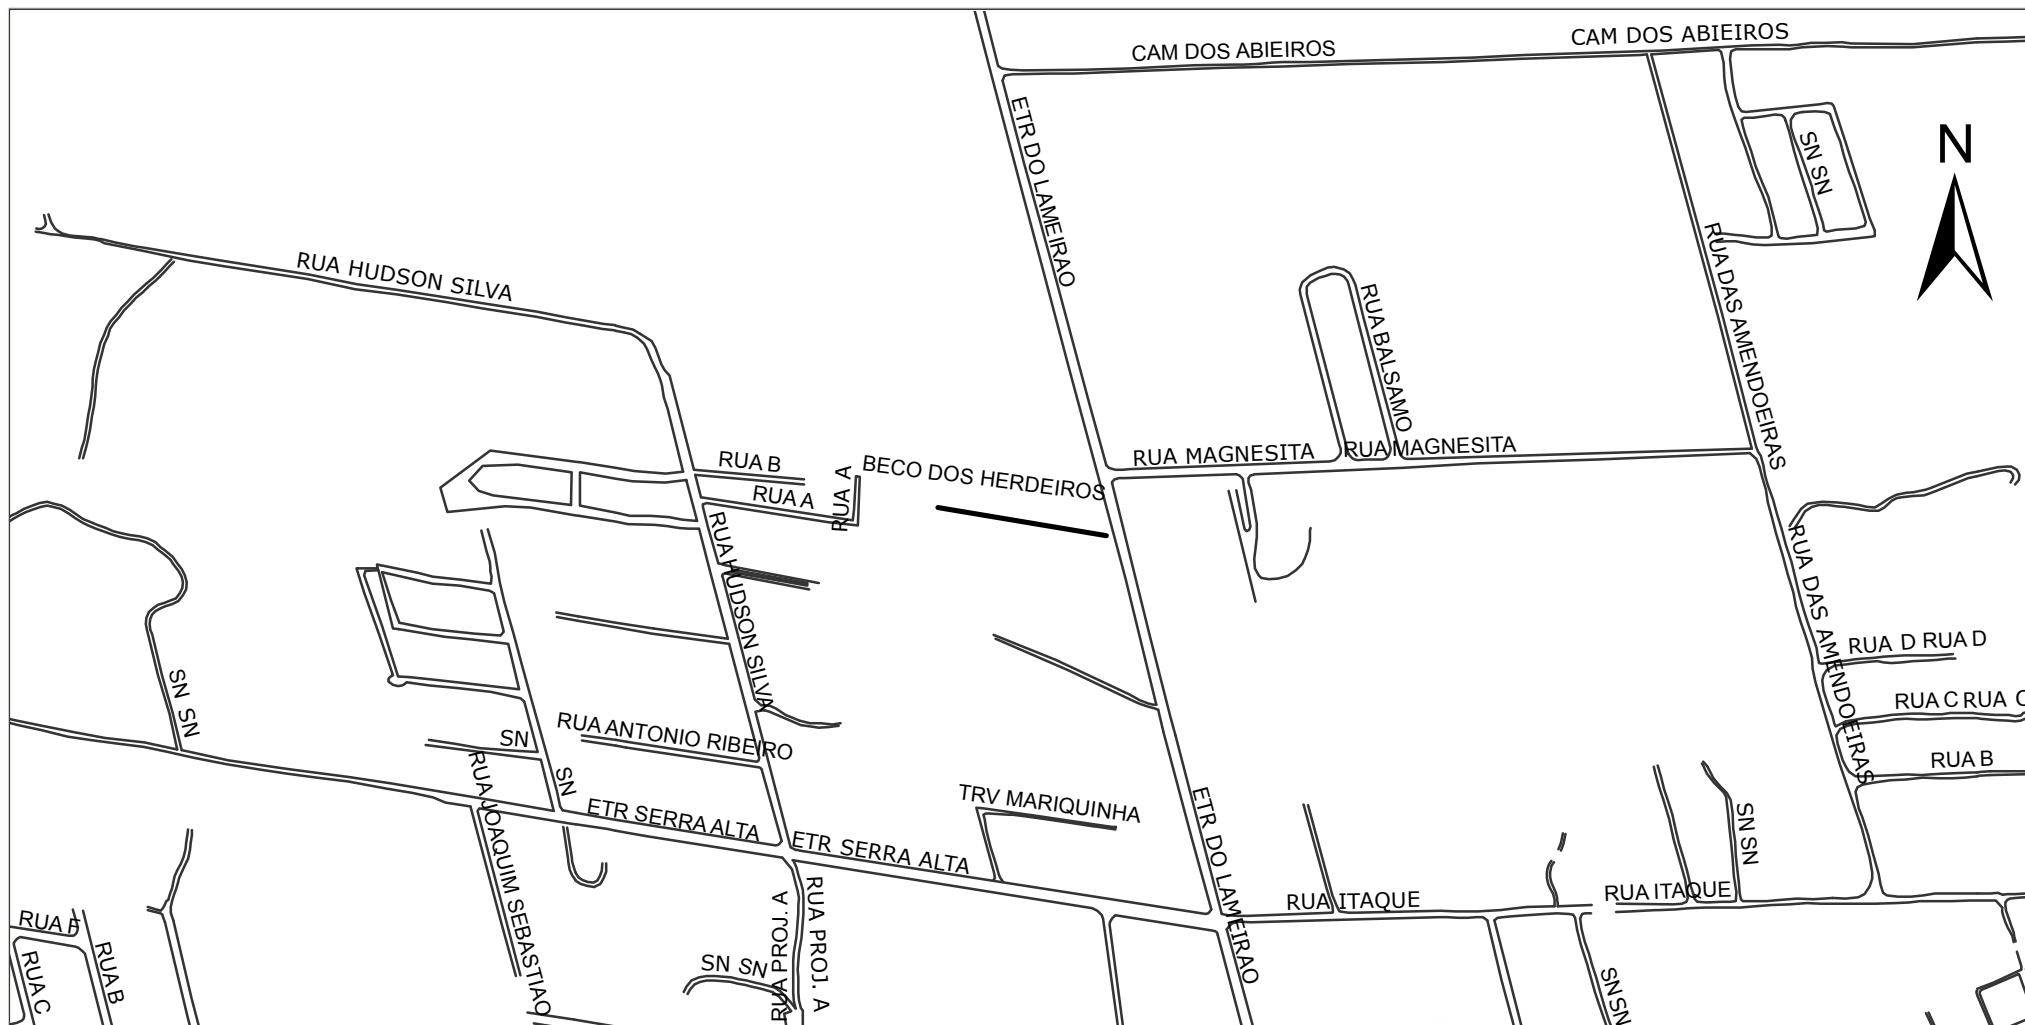 CAM DOS ABIEIROS
CAM DOS ABIEIROS
ETR DO LAMEIRAO
SN SN
N
RUA DAS AMENDOEIRAS
RUA HUDSON SILVA
RUA BALSAMO
RUA MAGNESITA
RUA MAGNESITA
RUA B
RUA A
RUA A
BECO DOS HERDEIROS
RUA HUDSON SILVA
RUA DAS AMENDOEIRAS
RUA D RUA D
RUA C RUA C
RUA B
SN SN
SN
RUA ANTONIO RIBEIRO
SN
RUA JOAQUIM SEBASTIAO
ETR SERRA ALTA
ETR SERRA ALTA
TRV MARIQUINHA
ETR DO LAMEIRAO
SN SN
RUA ITAQUE
RUA ITAQUE
RUA F
RUA C
RUA B
SN SN
RUA PROJ. A
RUA PROJ. A
SN SN